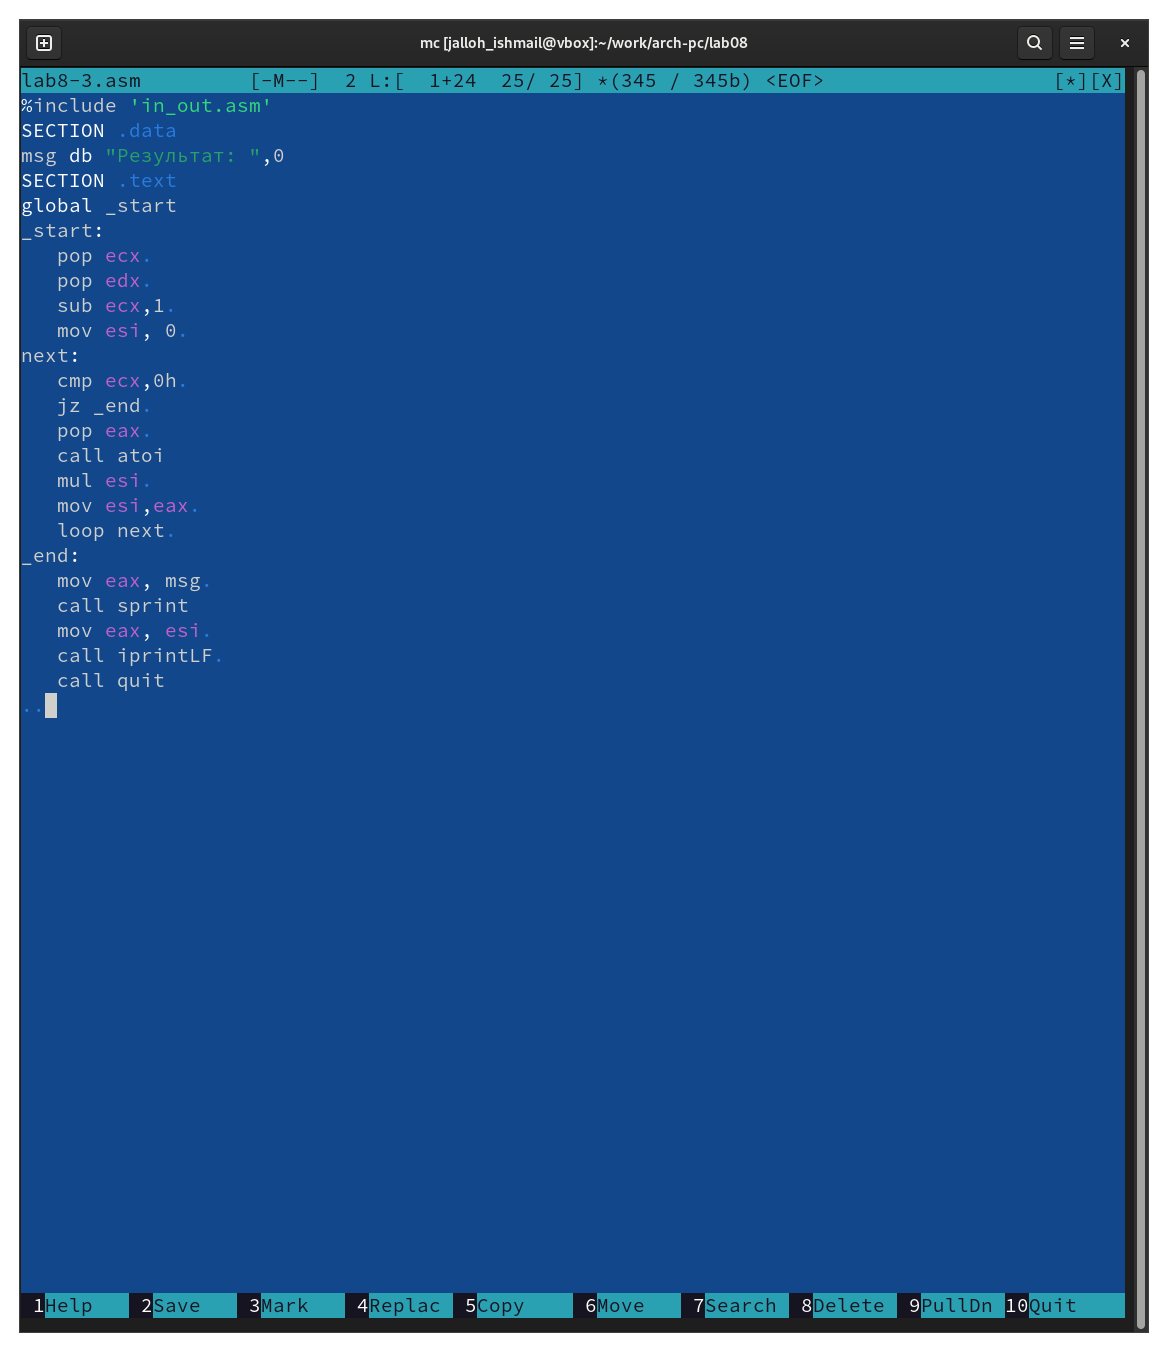 mc [jalloh_ishmail@vbox]:~/work/arch-pc/lab08
lab8-3.asm         [-M--]  2 L:[  1+24  25/ 25] *(345 / 345b) <EOF>                   [*][X]
%include 'in_out.asm'
SECTION .data
msg db "Результат: ",0
SECTION .text
global _start
_start:
   pop ecx.
   pop edx.
   sub ecx,1.
   mov esi, 0.
next:
   cmp ecx,0h.
   jz _end.
   pop eax.
   call atoi
   mul esi.
   mov esi,eax.
   loop next.
_end:
   mov eax, msg.
   call sprint
   mov eax, esi.
   call iprintLF.
   call quit
..
 1Help    2Save    3Mark    4Replac  5Copy     6Move    7Search  8Delete  9PullDn 10Quit